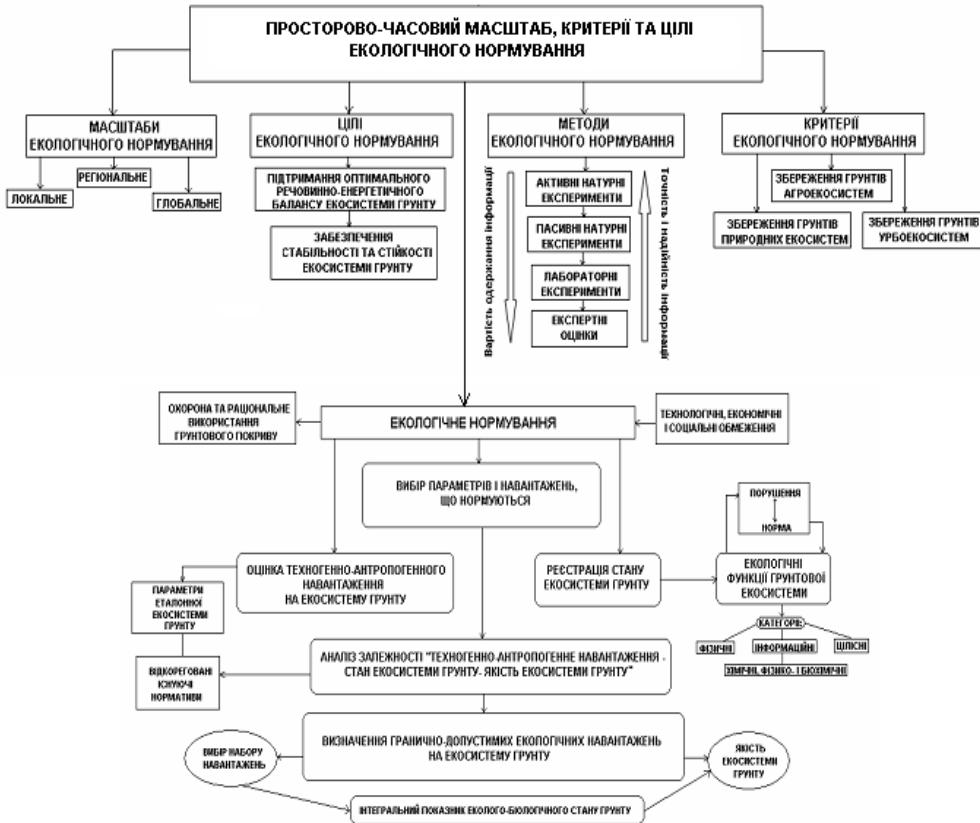 ПРОСТОРОВО-ЧАСОВИЙ МАСШТАБ, КРИТЕРІЇ ТА ЦІЛІ
ЕКОЛОГІЧНОГО НОРМУВАННЯ
МАСШТАБИ
ЕКОЛОГІЧНОГО НОРМУВАННЯ
РЕГІОНАЛЬНЕ
ЛОКАЛЬНЕ
ГЛОБАЛЬНЕ
ЦІЛІ
ЕКОЛОГІЧНОГО НОРМУВАННЯ
ПІДТРИМАННЯ ОПТИМАЛЬНОГО
РЕЧОВИННО-ЕНЕРГЕТИЧНОГО
БАЛАНСУ ЕКОСИСТЕМИ ГРУНТУ
ЗАБЕЗПЕЧЕННЯ
СТАБІЛЬНОСТІ ТА СТІЙКОСТІ
ЕКОСИСТЕМИ ГРУНТУ
МЕТОДИ
ЕКОЛОГІЧНОГО НОРМУВАННЯ
Вартість одержання інформації
АКТИВНІ НАТУРНІ
ЕКСПЕРИМЕНТИ
ПАСИВНІ НАТУРНІ
ЕКСПЕРИМЕНТИ
ЛАБОРАТОРНІ
ЕКСПЕРИМЕНТИ
ЕКСПЕРТНІ
ОЦІНКИ
Точність і надійність інформації
КРИТЕРІЇ
ЕКОЛОГІЧНОГО НОРМУВАННЯ
ЗБЕРЕЖЕННЯ ГРУНТІВ
АГРОЕКОСИСТЕМ
ЗБЕРЕЖЕННЯ ГРУНТІВ
ПРИРОДНИХ ЕКОСИСТЕМ
ЗБЕРЕЖЕННЯ ГРУНТІВ
УРБОЕКОСИСТЕМ
ОХОРОНА ТА РАЦІОНАЛЬНЕ
ВИКОРИСТАННЯ
ГРУНТОВОГО ПОКРИВУ
ЕКОЛОГІЧНЕ НОРМУВАННЯ
ТЕХНОЛОГІЧНІ, ЕКОНОМІЧНІ
І СОЦІАЛЬНІ ОБМЕЖЕННЯ
ВИБІР ПАРАМЕТРІВ І НАВАНТАЖЕНЬ,
ЩО НОРМУЮТЬСЯ
ПОРУШЕННЯ
НОРМА
ОЦІНКА ТЕХНОГЕННО-АНТРОПОГЕННОГО
НАВАНТАЖЕННЯ
НА ЕКОСИСТЕМУ ГРУНТУ
РЕЄСТРАЦІЯ СТАНУ
ЕКОСИСТЕМИ ГРУНТУ
ЕКОЛОГІЧНІ
ФУНКЦІЇ ГРУНТОВОЇ
ЕКОСИСТЕМИ
ПАРАМЕТРИ
ЕТАЛОННОЇ
ЕКОСИСТЕМИ
ГРУНТУ
КАТЕГОРІЇ:
ФІЗИЧНІ
ІНФОРМАЦІЙНІ
ЦІЛІСНІ
ХІМІЧНІ, ФІЗИКО- І БІОХІМІЧНІ
ВІДКОРЕГОВАНІ
ІСНУЮЧІ
НОРМАТИВИ
АНАЛІЗ ЗАЛЕЖНОСТІ "ТЕХНОГЕННО-АНТРОПОГЕННЕ НАВАНТАЖЕННЯ -
СТАН ЕКОСИСТЕМИ ГРУНТУ- ЯКІСТЬ ЕКОСИСТЕМИ ГРУНТУ"
ВИЗНАЧЕННЯ ГРАНИЧНО-ДОПУСТИМИХ ЕКОЛОГІЧНИХ НАВАНТАЖЕНЬ
НА ЕКОСИСТЕМУ ГРУНТУ
ВИБІР НАБОРУ
НАВАНТАЖЕНЬ
ЯКІСТЬ
ЕКОСИСТЕМИ
ГРУНТУ
ІНТЕГРАЛЬНИЙ ПОКАЗНИК ЕКОЛОГО-БІОЛОГІЧНОГО СТАНУ ГРУНТУ